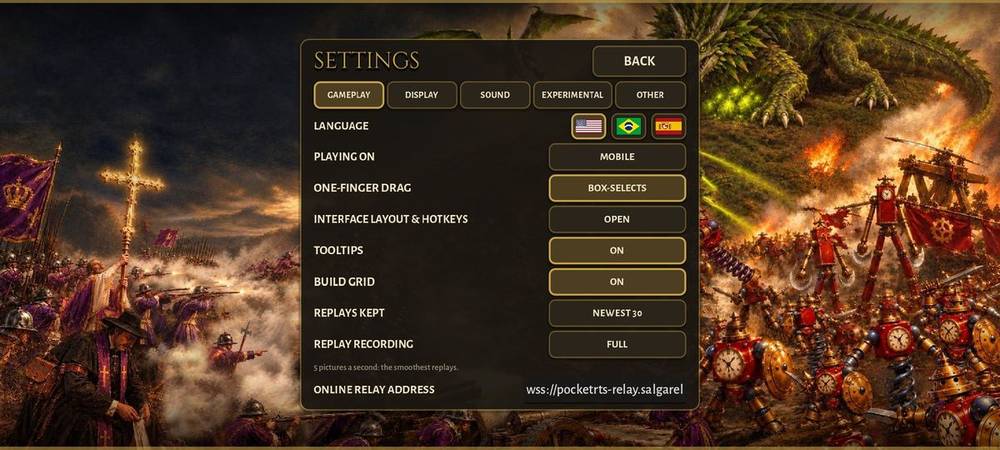 SETTINGS
BACK
GAMEPLAY
DISPLAY
SOUND
EXPERIMENTAL
OTHER
LANGUAGE
PLAYING ON
MOBILE
ONE-FINGER DRAG
BOX-SELECTS
INTERFACE LAYOUT & HOTKEYS
OPEN
TOOLTIPS
ON
BUILD GRID
ON
REPLAYS KEPT
NEWEST 30
REPLAY RECORDING
FULL
5 pictures a second: the smoothest replays.
ONLINE RELAY ADDRESS
wss://pocketrts-relay.salgarel